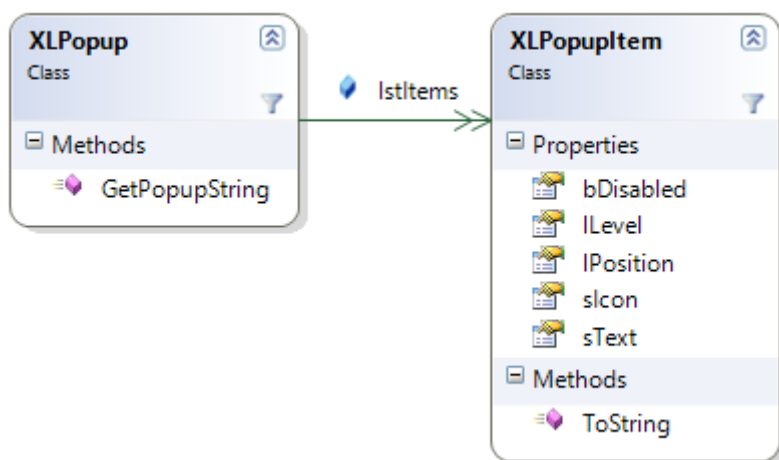 XLPopup
Class
Methods
GetPopupString
lstItems
XLPopupItem
Class
Properties
bDisabled
lLevel
lPosition
sIcon
sText
Methods
ToString